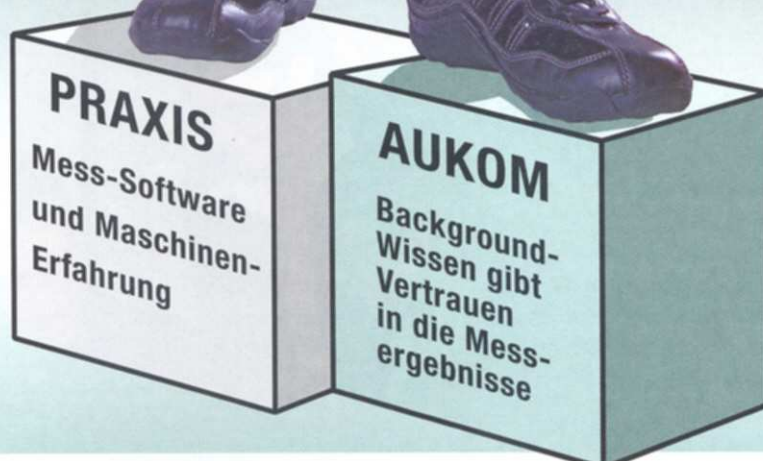 PRAXIS
Mess-Software
und Maschinen-
Erfahrung
AUKOM
Background-
Wissen gibt
Vertrauen
in die Mess-
ergebnisse